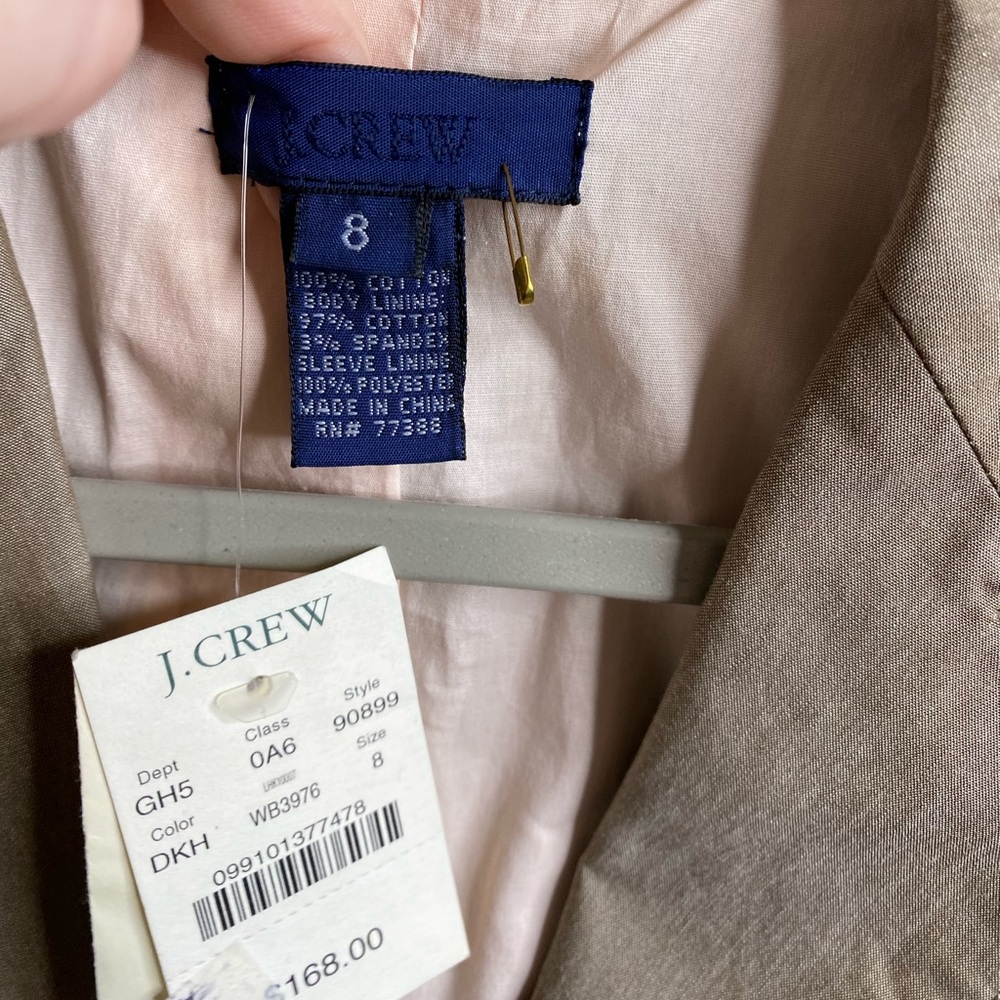 J.CREW
8
100% COTTON
BODY LINING:
97% COTTON
3% SPANDEX
SLEEVE LINING
100% POLYESTE
MADE IN CHINA
RN# 77388
J.CREW
Class Style
0A6 90899
Dept Size
GH5 8
Color WB3976
DKH
099101377478
$168.00